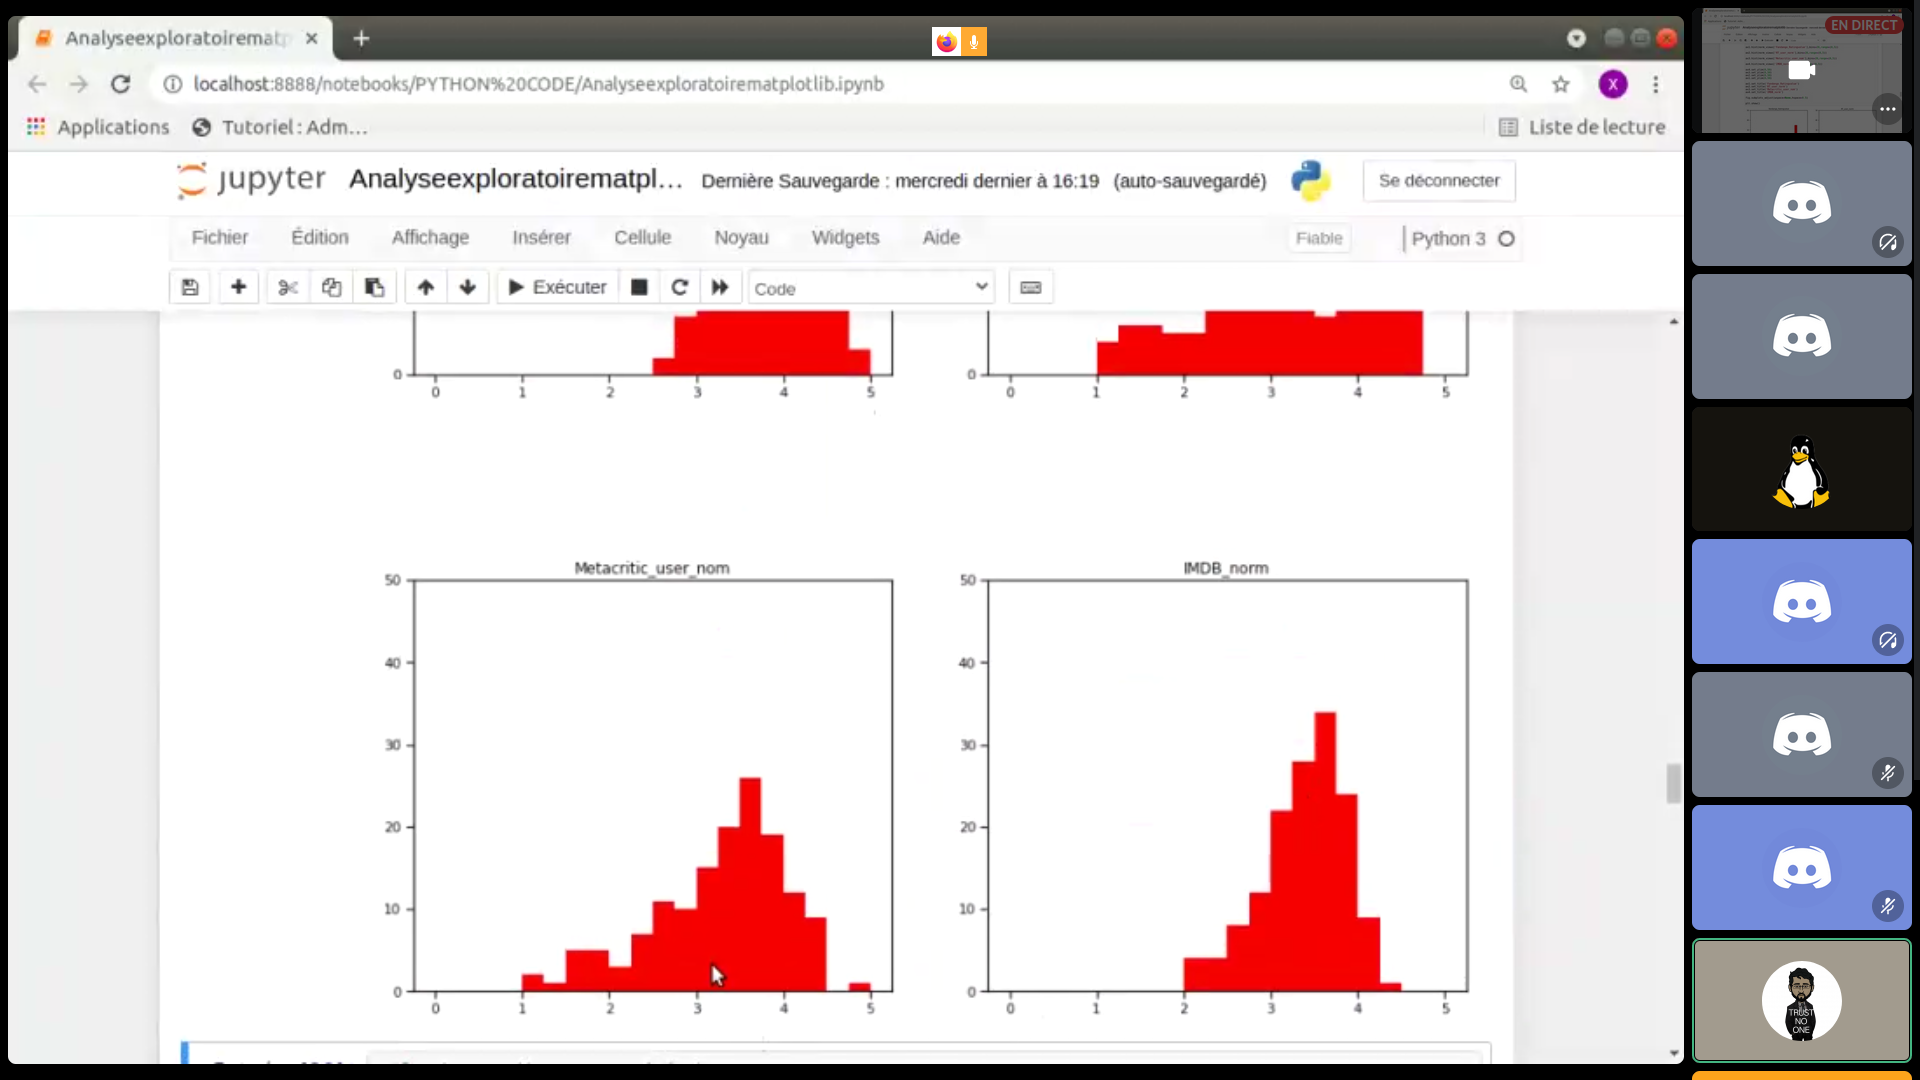 Analyseexploratoirematp
EN DIRECT
localhost:8888/notebooks/PYTHON%20CODE/Analyseexploratoirematplotlib.ipynb
X
Applications
Tutoriel : Adm...
Liste de lecture
jupyter
Analyseexploratoirematpl...
Dernière Sauvegarde : mercredi dernier à 16:19
(auto-sauvegardé)
Se déconnecter
Fichier
Édition
Affichage
Insérer
Cellule
Noyau
Widgets
Aide
Fiable
Python 3
Exécuter
Code
0
0 1 2 3 4 5
0
0 1 2 3 4 5
Metacritic_user_nom
50
40
30
20
10
0
0 1 2 3 4 5
IMDB_norm
50
40
30
20
10
0
0 1 2 3 4 5
TRUST
NO
ONE